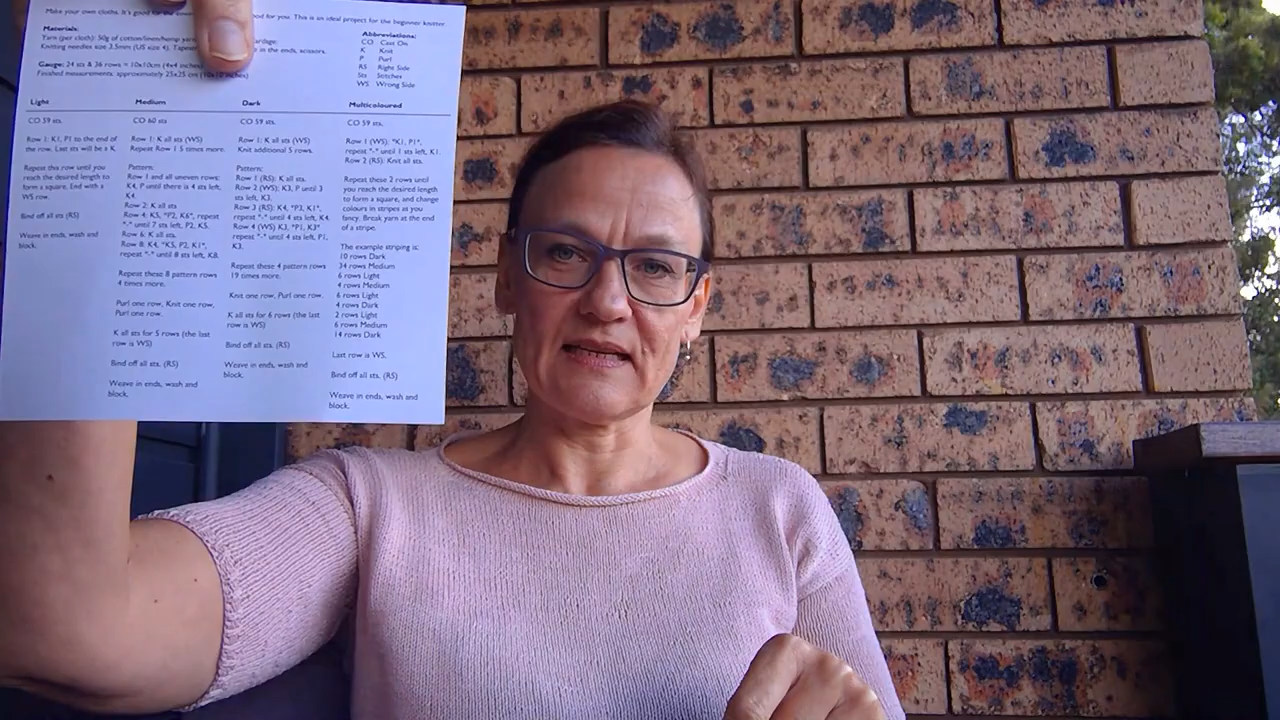 Make your own cloths. It's good for the ood for you. This is an ideal project for the beginner knitter
Materials:
Yarn (per cloth): 50g of cotton/linen/hemp yarn
Knitting needles size 3.5mm (US size 4). e in the ends, scissors.
Gauge: 24 sts & 36 rows = 10x10cm (4x4 inches)
Finished measurements: approximately 25x25 cm (10x10 inches)
Abbreviations:
CO Cast On
K Knit
P Purl
RS Right Side
Sts Stitches
WS Wrong Side
Light
CO 59 sts.
Row 1: K1, P1 to the end of
the row. Last sts will be a K.
Repeat this row until you
reach the desired length to
form a square. End with a
WS row.
Bind off all sts (RS)
Weave in ends, wash and
block.
Medium
CO 60 sts
Row 1: K all sts (WS)
Repeat Row 1 5 times more.
Pattern:
Row 1 and all uneven rows:
K4, P until there is 4 sts left,
K4.
Row 2: K all sts
Row 4: K5, *P2, K6*, repeat
*-* until 7 sts left, P2, K5.
Row 6: K all sts.
Row 8: K4, *K5, P2, K1*,
repeat *-* until 8 sts left, K8.
Repeat these 8 pattern rows
4 times more.
Purl one row, Knit one row,
Purl one row.
K all sts for 5 rows (the last
row is WS)
Bind off all sts. (RS)
Weave in ends, wash and
block.
Dark
CO 59 sts.
Row 1: K all sts (WS)
Knit additional 5 rows.
Pattern:
Row 1 (RS): K all sts.
Row 2 (WS): K3, P until 3
sts left, K3.
Row 3 (RS): K4, *P3, K1*,
repeat *-* until 4 sts left, K4.
Row 4 (WS) K3, *P1, K3*
repeat *-* until 4 sts left, P1,
K3.
Repeat these 4 pattern rows
19 times more.
Knit one row, Purl one row.
K all sts for 6 rows (the last
row is WS)
Bind off all sts. (RS)
Weave in ends, wash and
block.
Multicoloured
CO 59 sts.
Row 1 (WS): *K1, P1*,
repeat *-* until 1 sts left, K1.
Row 2 (RS): Knit all sts.
Repeat these 2 rows until
you reach the desired length
to form a square, and change
colours in stripes as you
fancy. Break yarn at the end
of a stripe.
The example striping is:
10 rows Dark
34 rows Medium
6 rows Light
4 rows Medium
6 rows Light
4 rows Dark
2 rows Light
6 rows Medium
14 rows Dark
Last row is WS.
Bind off all sts. (RS)
Weave in ends, wash and
block.